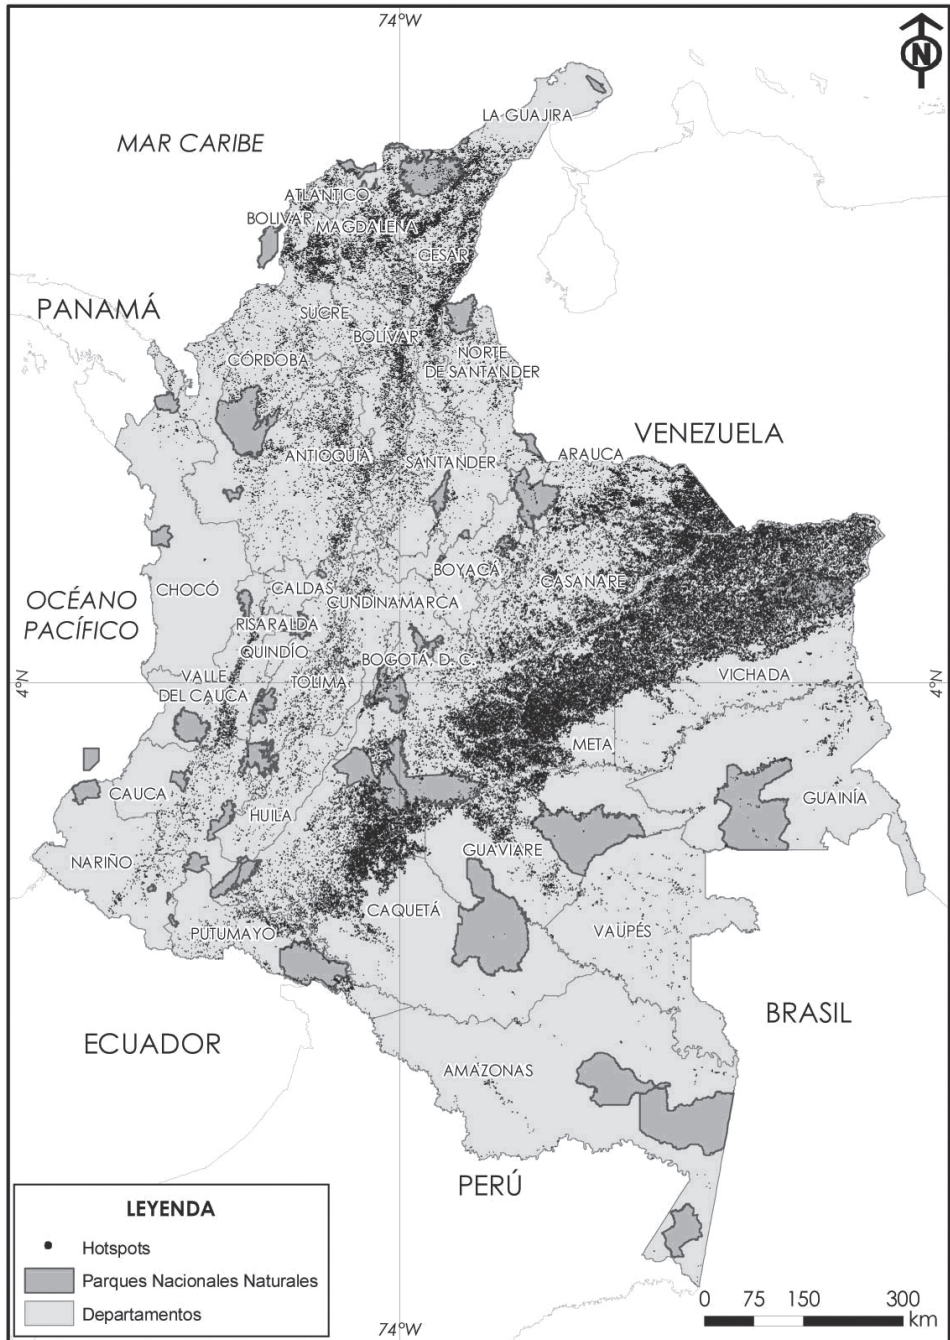 74°W
N
LA GUAJIRA
MAR CARIBE
ATLÁNTICO
BOLIVAR
MAGDALENA
CESAR
PANAMÁ
SUCRE
BOLÍVAR
CÓRDOBA
NORTE
DE SANTANDER
VENEZUELA
ANTIOQUIA
SANTANDER
ARAUCA
BOYACÁ
CASANARE
CHOCÓ
CALDAS
CUNDINAMARCA
OCÉANO
PACÍFICO
RISARALDA
QUINDÍO
BOGOTÁ, D. C.
4°N
VALLE
DEL CAUCA
TOLIMA
VICHADA
4°N
META
CAUCA
HUILA
GUAINÍA
NARIÑO
GUAVIARE
CAQUETÁ
PUTUMAYO
VAUPÉS
BRASIL
ECUADOR
AMAZONAS
PERÚ
LEYENDA
Hotspots
Parques Nacionales Naturales
Departamentos
0 75 150 300
km
74°W